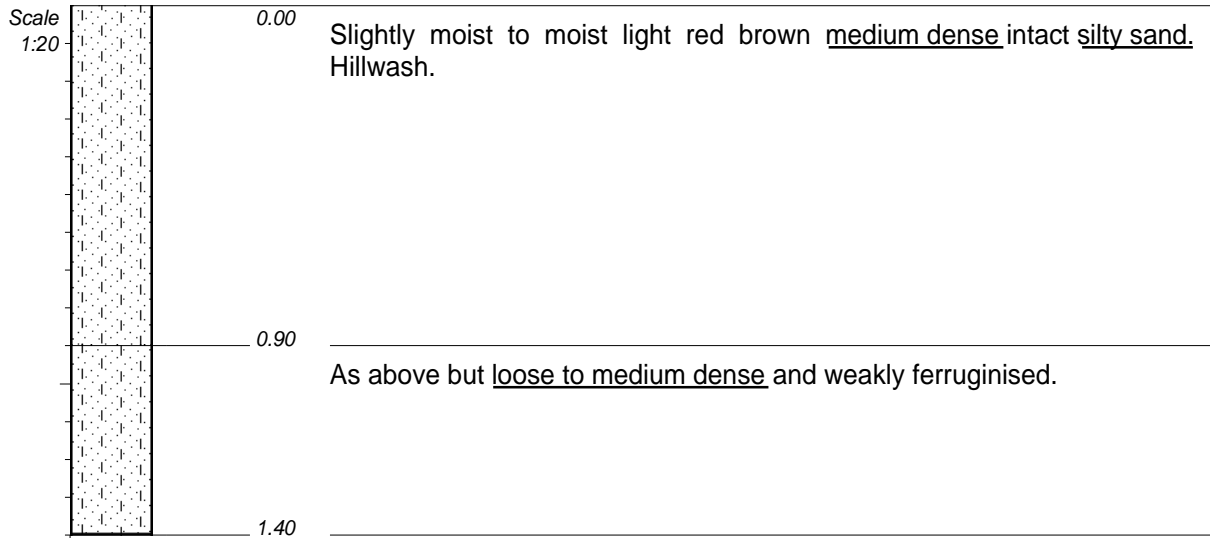 Scale
1:20
0.00
Slightly moist to moist light red brown medium dense intact silty sand.
Hillwash.
0.90
As above but loose to medium dense and weakly ferruginised.
1.40